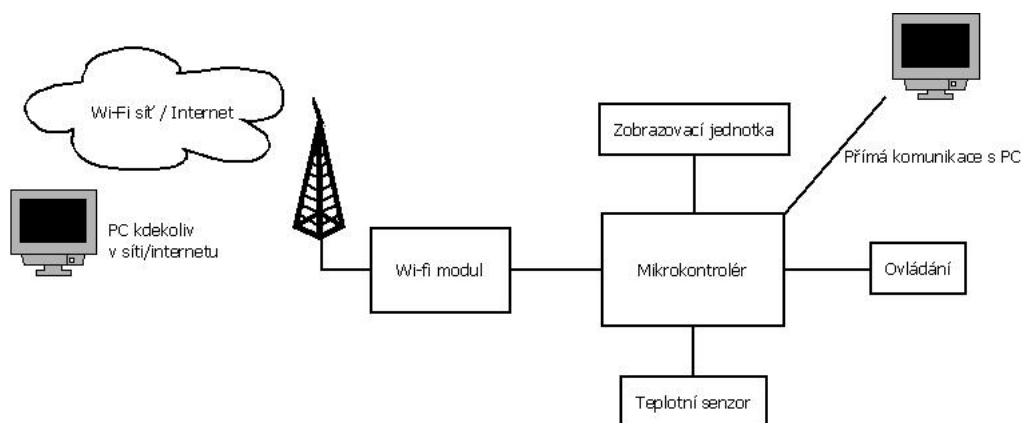 Wi-Fi síť / Internet
Zobrazovací jednotka
Přímá komunikace s PC
PC kdekoliv
v síti/internetu
Wi-fi modul
Mikrokontrolér
Ovládání
Teplotní senzor